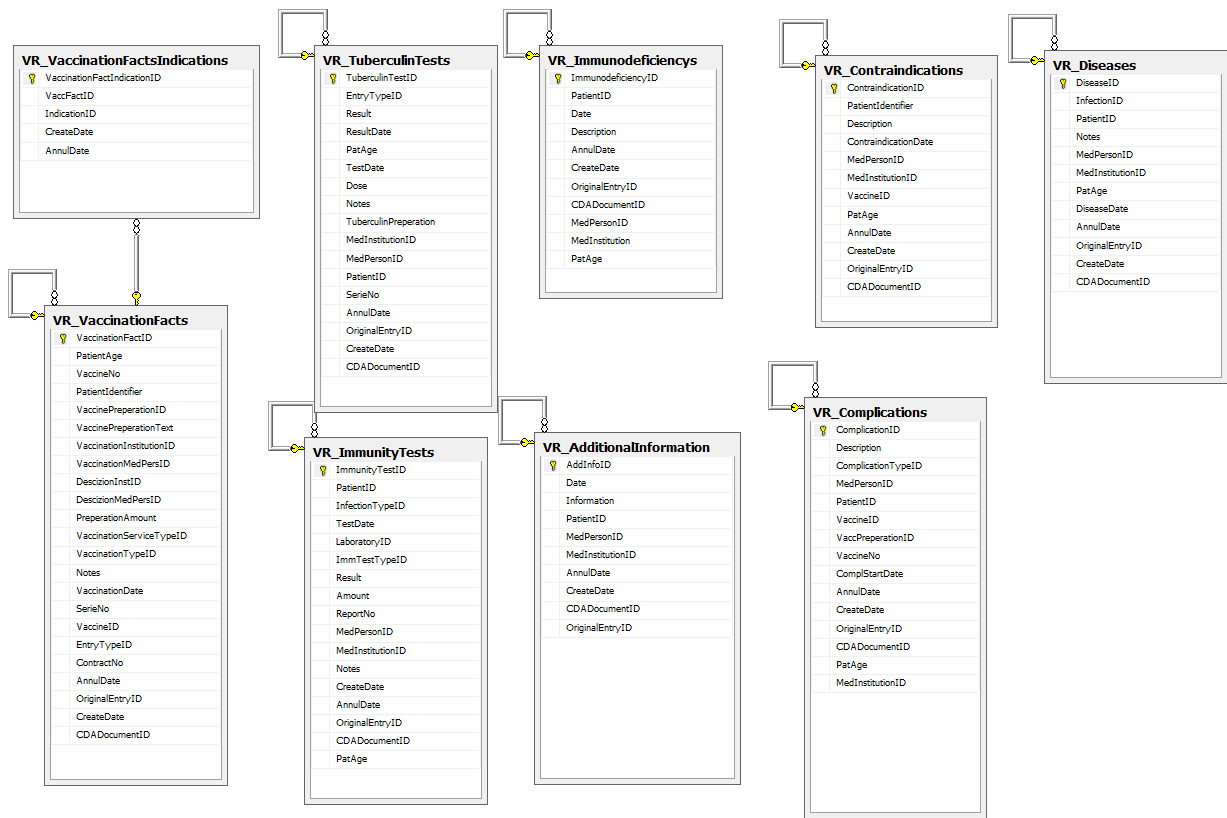 VR_VaccinationFactsIndications
VaccinationFactIndicationID
VaccFactID
IndicationID
CreateDate
AnnulDate
VR_TuberculinTests
TuberculinTestID
EntryTypeID
Result
ResultDate
PatAge
TestDate
Dose
Notes
TuberculinPreperation
MedInstitutionID
MedPersonID
PatientID
SerieNo
AnnulDate
OriginalEntryID
CreateDate
CDADocumentID
VR_Immunodeficiencys
ImmunodeficiencyID
PatientID
Date
Description
AnnulDate
CreateDate
OriginalEntryID
CDADocumentID
MedPersonID
MedInstitution
PatAge
VR_Contraindications
ContraindicationID
PatientIdentifier
Description
ContraindicationDate
MedPersonID
MedInstitutionID
VaccineID
PatAge
AnnulDate
CreateDate
OriginalEntryID
CDADocumentID
VR_Diseases
DiseaseID
InfectionID
PatientID
Notes
MedPersonID
MedInstitutionID
PatAge
DiseaseDate
AnnulDate
OriginalEntryID
CreateDate
CDADocumentID
VR_VaccinationFacts
VaccinationFactID
PatientAge
VaccineNo
PatientIdentifier
VaccinePreperationID
VaccinePreperationText
VaccinationInstitutionID
VaccinationMedPersID
DescizionInstID
DescizionMedPersID
PreperationAmount
VaccinationServiceTypeID
VaccinationTypeID
Notes
VaccinationDate
SerieNo
VaccineID
EntryTypeID
ContractNo
AnnulDate
OriginalEntryID
CreateDate
CDADocumentID
VR_ImmunityTests
ImmunityTestID
PatientID
InfectionTypeID
TestDate
LaboratoryID
ImmTestTypeID
Result
Amount
ReportNo
MedPersonID
MedInstitutionID
Notes
CreateDate
AnnulDate
OriginalEntryID
CDADocumentID
PatAge
VR_AdditionalInformation
AddInfoID
Date
Information
PatientID
MedPersonID
MedInstitutionID
AnnulDate
CreateDate
CDADocumentID
OriginalEntryID
VR_Complications
ComplicationID
Description
ComplicationTypeID
MedPersonID
PatientID
VaccineID
VaccPreperationID
VaccineNo
ComplStartDate
AnnulDate
CreateDate
OriginalEntryID
CDADocumentID
PatAge
MedInstitutionID